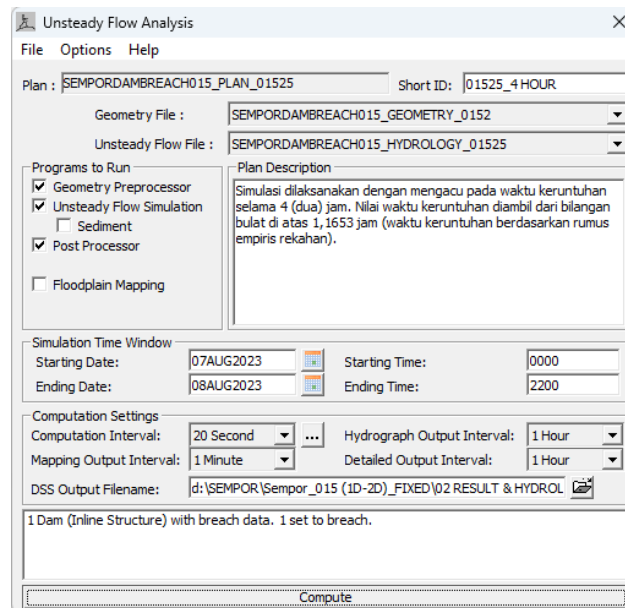 Unsteady Flow Analysis
File Options Help
Plan : SEMPORDAMBREACH015_PLAN_01525 Short ID: 01525_4 HOUR
Geometry File : SEMPORDAMBREACH015_GEOMETRY_0152
Unsteady Flow File : SEMPORDAMBREACH015_HYDROLOGY_01525
Programs to Run
Geometry Preprocessor
Unsteady Flow Simulation
Sediment
Post Processor
Floodplain Mapping
Plan Description
Simulasi dilaksanakan dengan mengacu pada waktu keruntuhan
selama 4 (dua) jam. Nilai waktu keruntuhan diambil dari bilangan
bulat di atas 1,1653 jam (waktu keruntuhan berdasarkan rumus
empiris rekahan).
Simulation Time Window
Starting Date: 07AUG2023 Starting Time: 0000
Ending Date: 08AUG2023 Ending Time: 2200
Computation Settings
Computation Interval: 20 Second ... Hydrograph Output Interval: 1 Hour
Mapping Output Interval: 1 Minute Detailed Output Interval: 1 Hour
DSS Output Filename: d:\SEMPOR\Sempor_015 (1D-2D)_FIXED\02 RESULT & HYDROL
1 Dam (Inline Structure) with breach data. 1 set to breach.
Compute